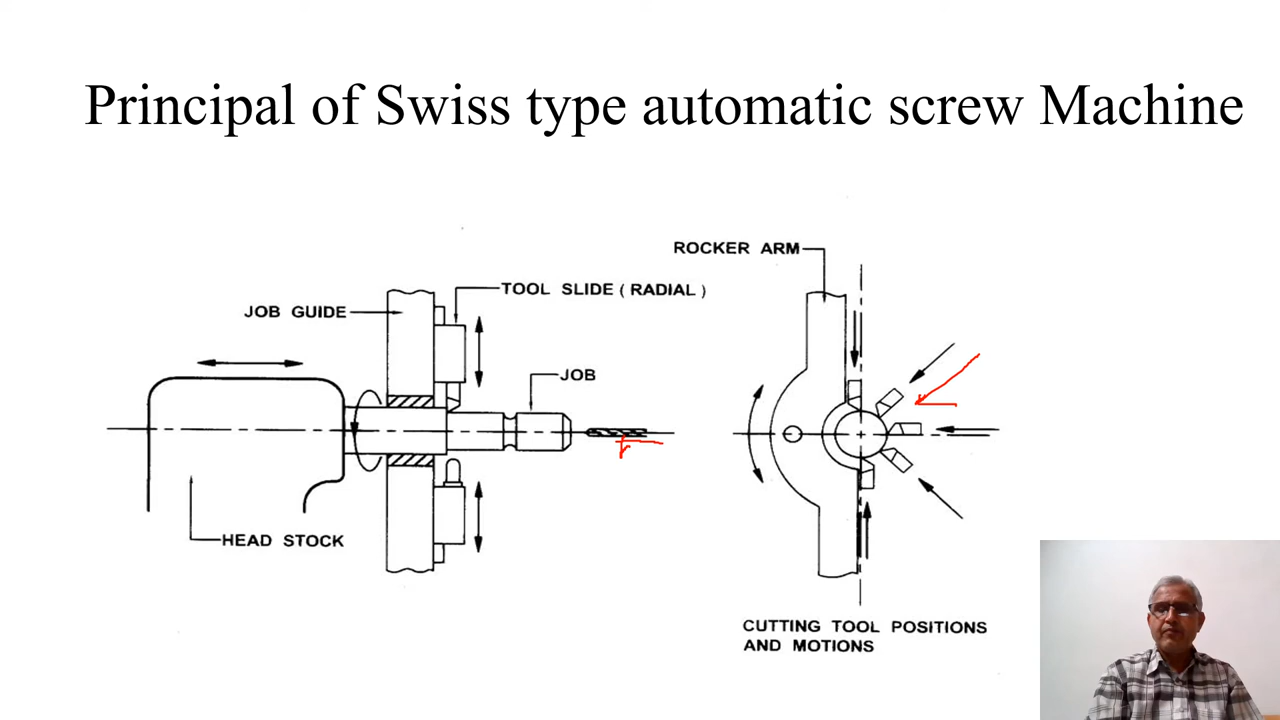 Principal of Swiss type automatic screw Machine
ROCKER ARM
TOOL SLIDE ( RADIAL )
JOB GUIDE
JOB
HEAD STOCK
CUTTING TOOL POSITIONS
AND MOTIONS